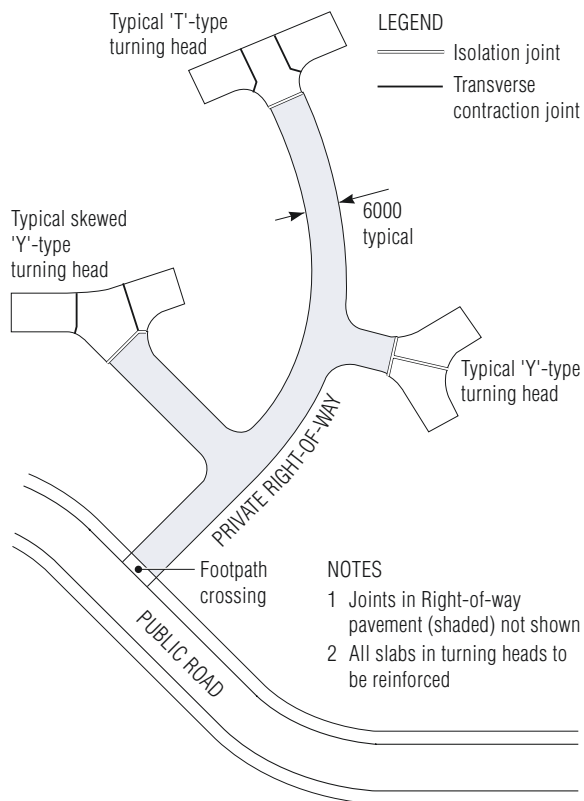 Typical 'T'-type
turning head
LEGEND
Isolation joint
Transverse
contraction joint
6000
typical
Typical skewed
'Y'-type
turning head
Typical 'Y'-type
turning head
PRIVATE RIGHT-OF-WAY
Footpath
crossing
PUBLIC ROAD
NOTES
1 Joints in Right-of-way
pavement (shaded) not shown
2 All slabs in turning heads to
be reinforced